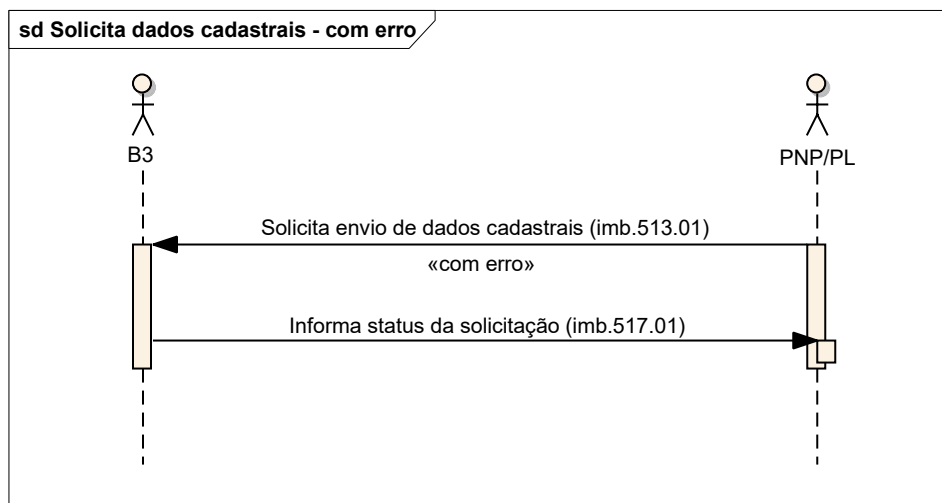 sd Solicita dados cadastrais - com erro
B3
PNP/PL
Solicita envio de dados cadastrais (imb.513.01)
«com erro»
Informa status da solicitação (imb.517.01)